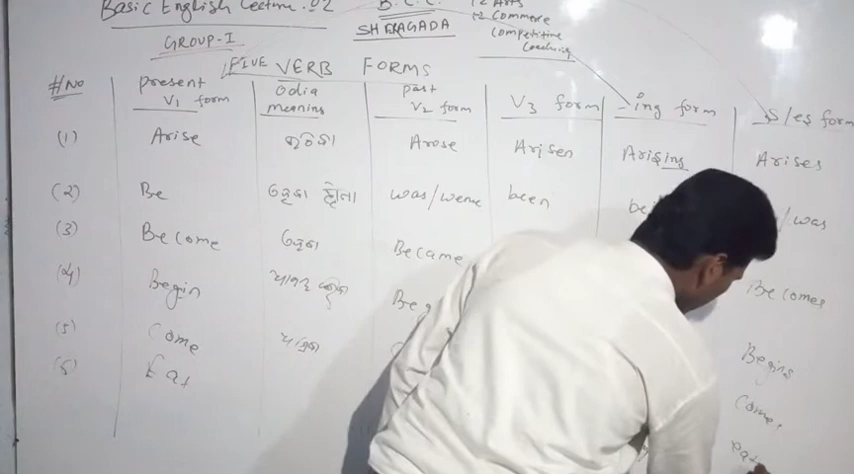 Basic English Lecture .02
B.C.C.
SHERAGADA
+2 Arts
+2 Commerce
Competitive
Coaching
GROUP-I
FIVE VERB FORMS
#No present V1 form Odia meaning past V2 form V3 form -ing form S/es form
(1) Arise ଉଠିବା Arose Arisen Arising Arises
(2) Be ହେବା होना was/were been /was
(3) Become ହେବା Became Becomes
(4) Begin Begins
(5) Come ଆସିବା Comes
(6) Eat